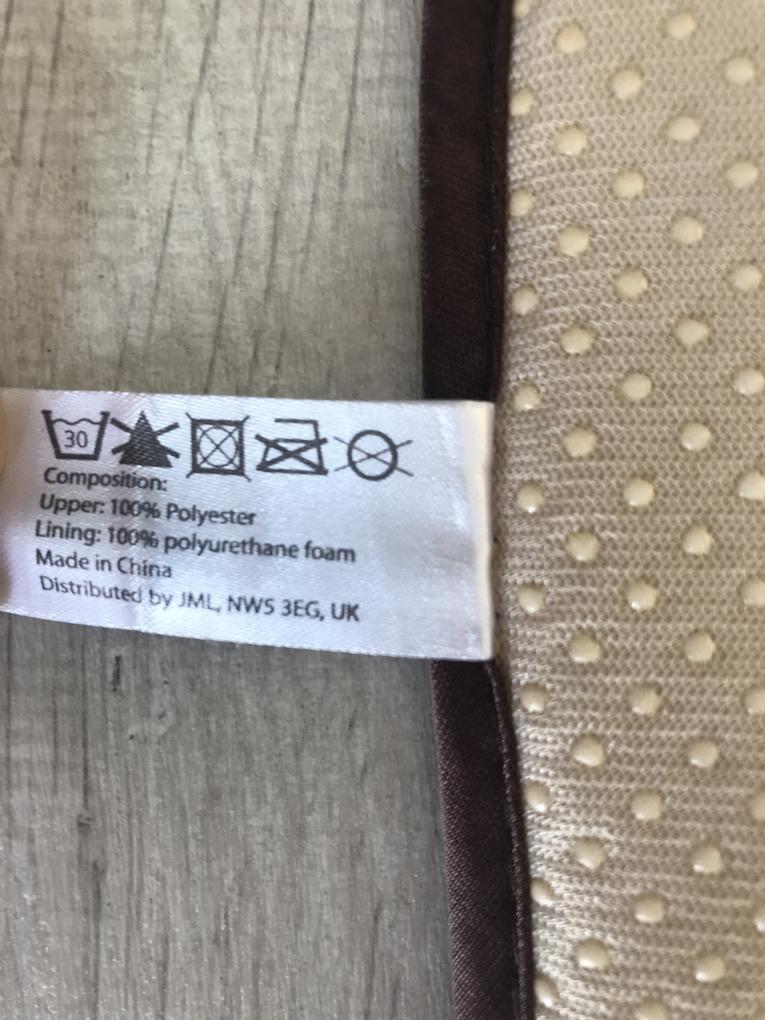 30
Composition:
Upper: 100% Polyester
Lining: 100% polyurethane foam
Made in China
Distributed by JML, NW5 3EG, UK